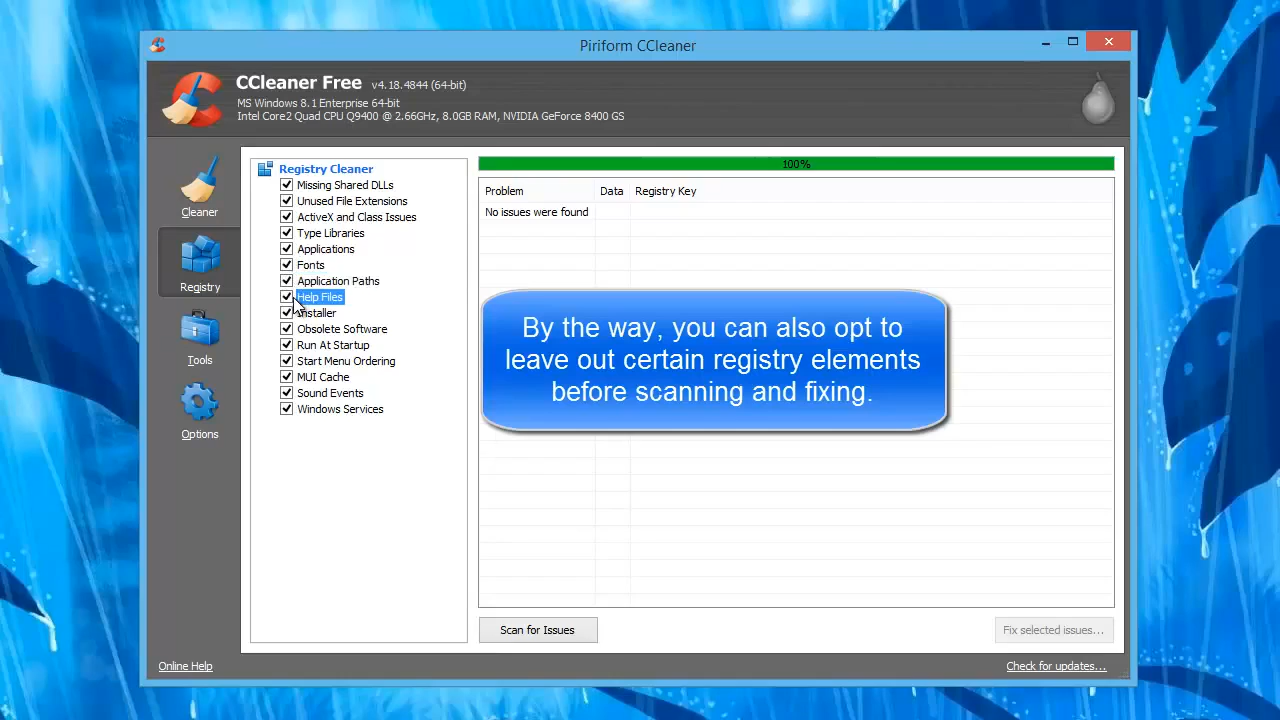 Piriform CCleaner
CCleaner Free v4.18.4844 (64-bit)
MS Windows 8.1 Enterprise 64-bit
Intel Core2 Quad CPU Q9400 @ 2.66GHz, 8.0GB RAM, NVIDIA GeForce 8400 GS
Cleaner
Registry
Tools
Options
Registry Cleaner
Missing Shared DLLs
Unused File Extensions
ActiveX and Class Issues
Type Libraries
Applications
Fonts
Application Paths
Help Files
Installer
Obsolete Software
Run At Startup
Start Menu Ordering
MUI Cache
Sound Events
Windows Services
100%
Problem Data Registry Key
No issues were found
By the way, you can also opt to
leave out certain registry elements
before scanning and fixing.
Scan for Issues
Fix selected issues...
Online Help
Check for updates...